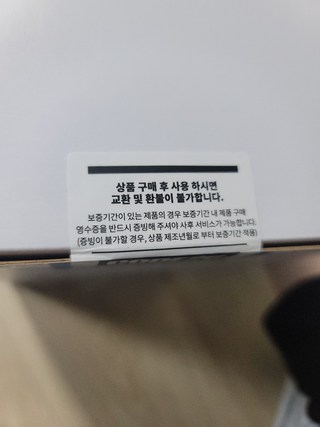 상품 구매 후 사용 하시면
교환 및 환불이 불가합니다.
보증기간이 있는 제품의 경우 보증기간 내 제품 구매
영수증을 반드시 증빙해 주셔야 사후 서비스가 가능합니다.
(증빙이 불가할 경우, 상품 제조년월로 부터 보증기간 적용)